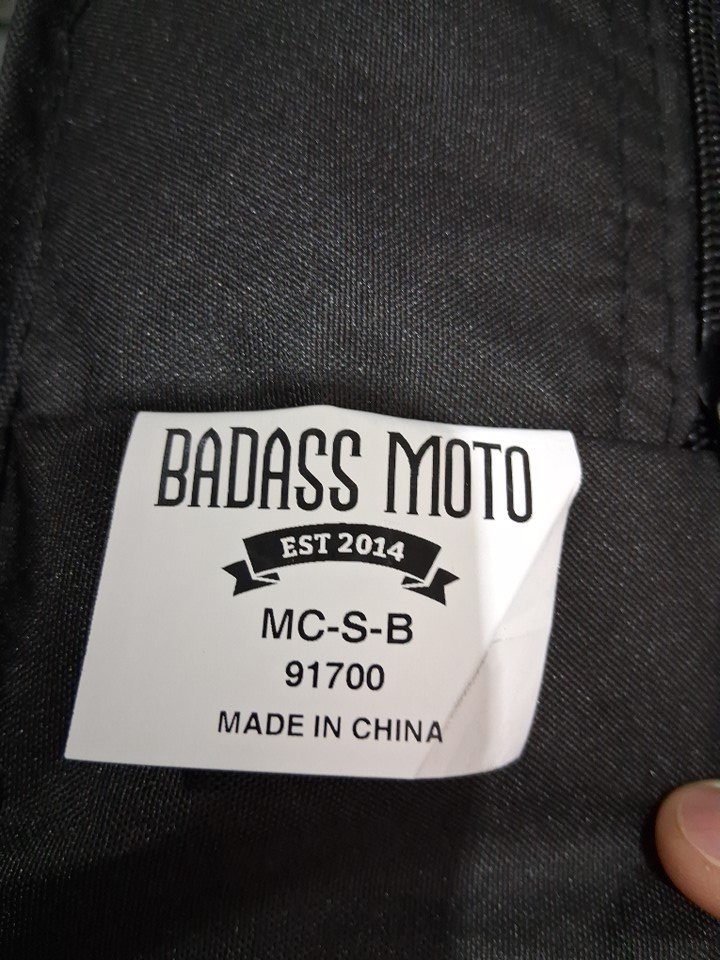 BADASS MOTO
EST 2014
MC-S-B
91700
MADE IN CHINA